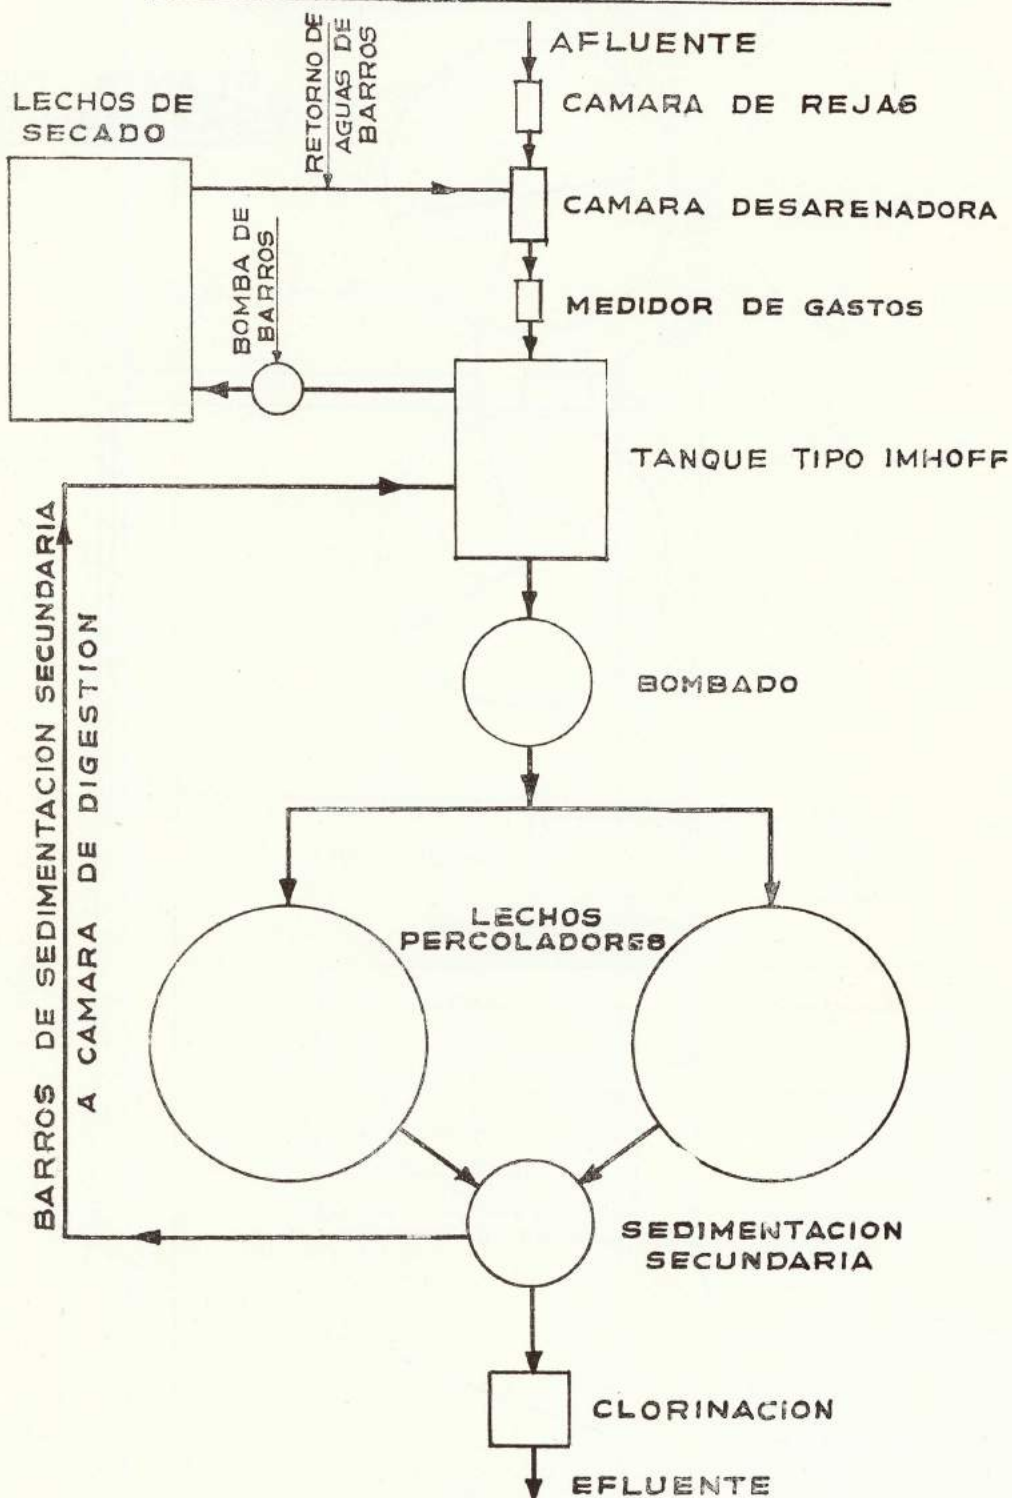 RETORNO DE
AGUAS DE
BARROS
AFLUENTE
LECHOS DE
SECADO
CAMARA DE REJAS
CAMARA DESARENADORA
BOMBA DE
BARROS
MEDIDOR DE GASTOS
TANQUE TIPO IMHOFF
BARROS DE SEDIMENTACION SECUNDARIA
A CAMARA DE DIGESTION
BOMBADO
LECHOS
PERCOLADORES
SEDIMENTACION
SECUNDARIA
CLORINACION
EFLUENTE